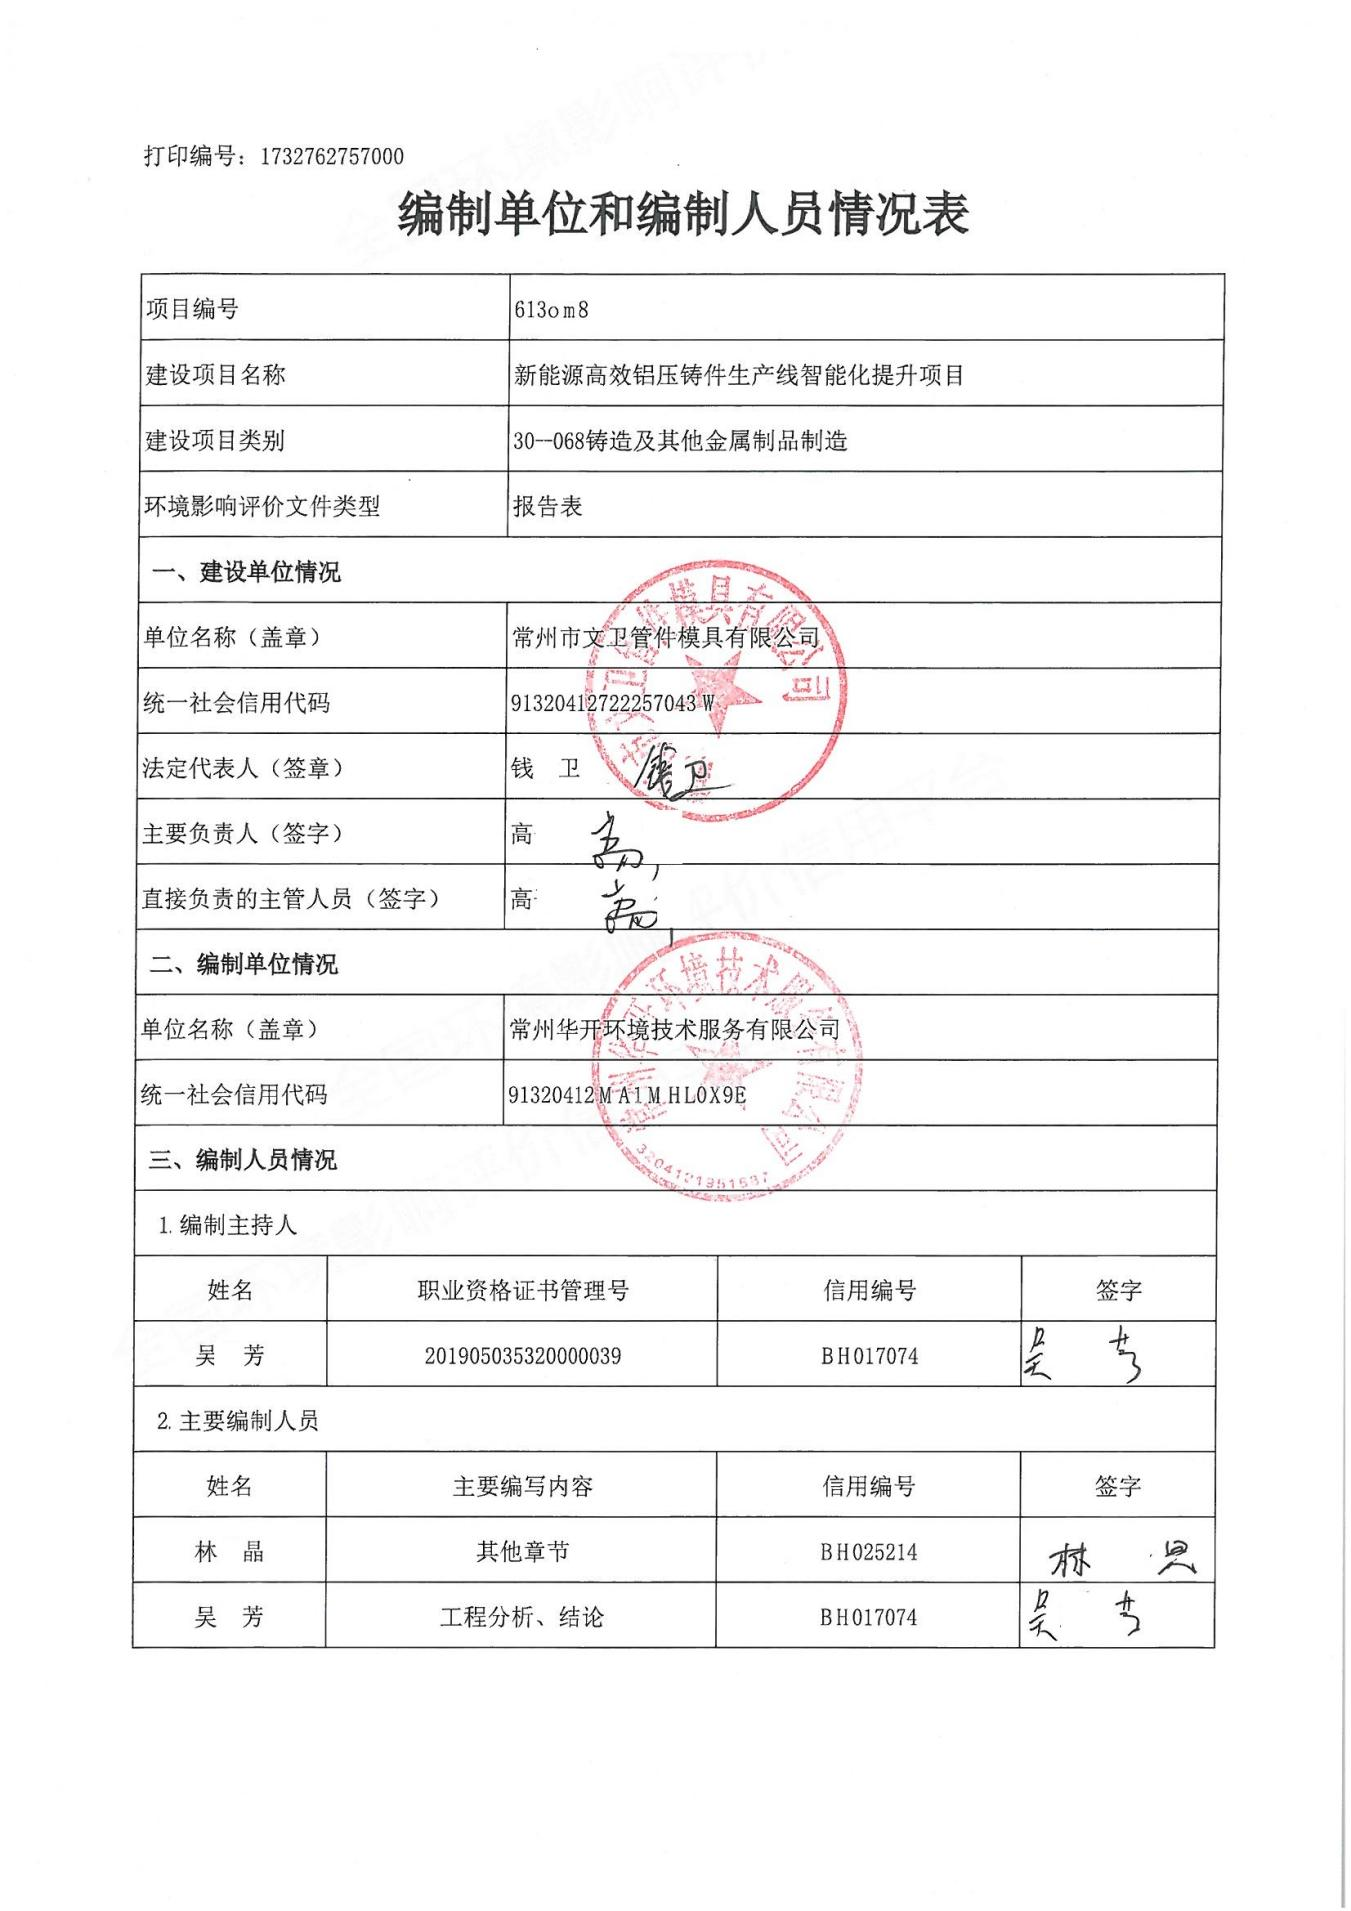 打印编号：1732762757000
编制单位和编制人员情况表
项目编号 613om8
建设项目名称 新能源高效铝压铸件生产线智能化提升项目
建设项目类别 30--068铸造及其他金属制品制造
环境影响评价文件类型 报告表
一、建设单位情况
单位名称（盖章） 常州市文卫管件模具有限公司
统一社会信用代码 91320412722257043W
法定代表人（签章） 钱 卫 钱卫
主要负责人（签字） 高 高
直接负责的主管人员（签字） 高 高
二、编制单位情况
单位名称（盖章） 常州华开环境技术服务有限公司
统一社会信用代码 91320412MA1MHL0X9E
三、编制人员情况
1.编制主持人
姓名 职业资格证书管理号 信用编号 签字
吴 芳 201905035320000039 BH017074 吴 芳
2.主要编制人员
姓名 主要编写内容 信用编号 签字
林 晶 其他章节 BH025214 林 晶
吴 芳 工程分析、结论 BH017074 吴 芳